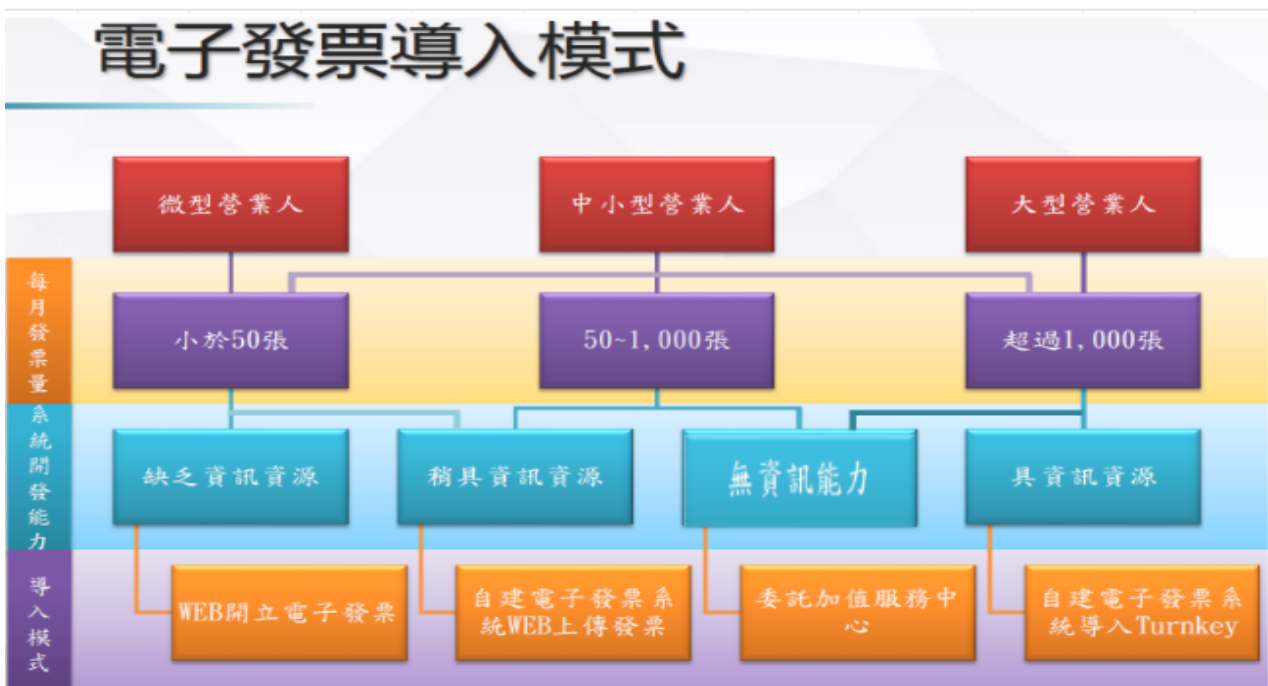 電子發票導入模式
微型營業人
中小型營業人
大型營業人
每月發票量
小於50張
50~1,000張
超過1,000張
系統開發能力
缺乏資訊資源
稍具資訊資源
無資訊能力
具資訊資源
導入模式
WEB開立電子發票
自建電子發票系
統WEB上傳發票
委託加值服務中
心
自建電子發票系
統導入Turnkey